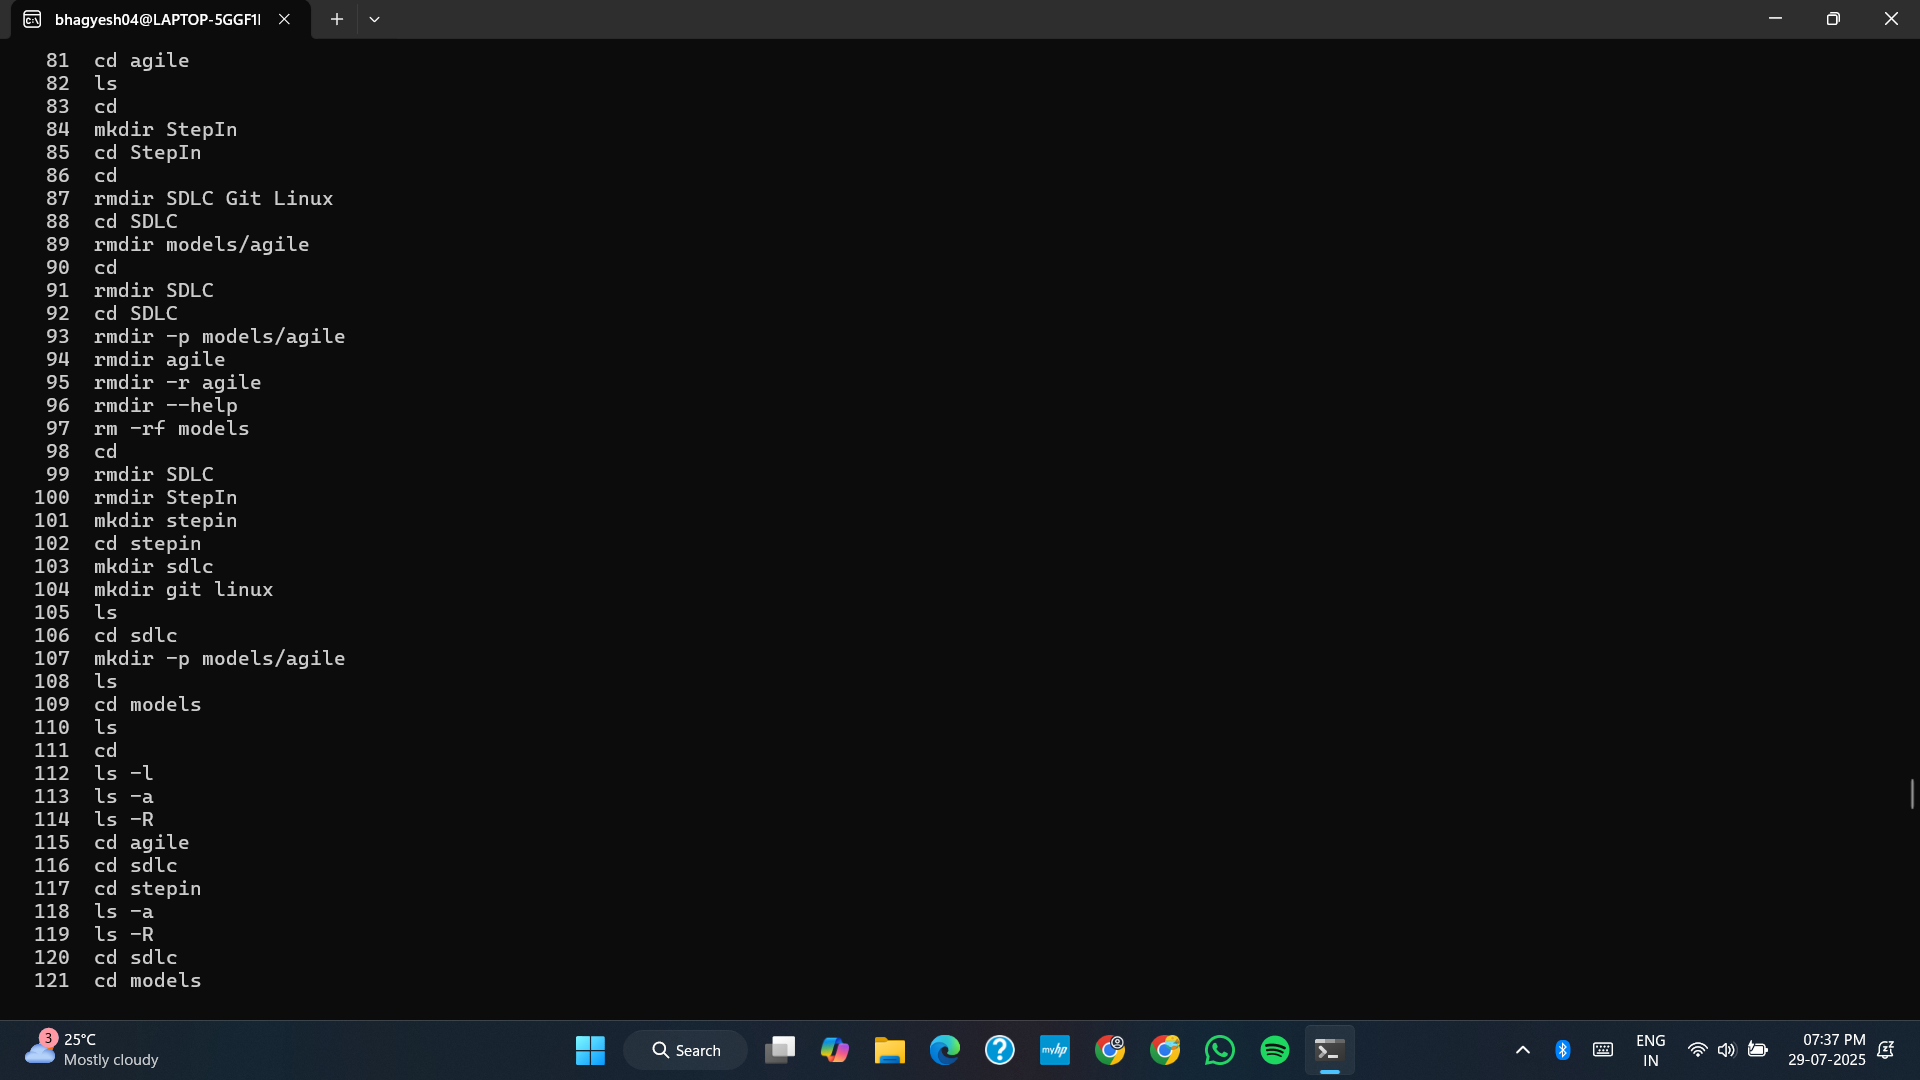 bhagyesh04@LAPTOP-5GGF1I
81 cd agile
82 ls
83 cd
84 mkdir StepIn
85 cd StepIn
86 cd
87 rmdir SDLC Git Linux
88 cd SDLC
89 rmdir models/agile
90 cd
91 rmdir SDLC
92 cd SDLC
93 rmdir -p models/agile
94 rmdir agile
95 rmdir -r agile
96 rmdir --help
97 rm -rf models
98 cd
99 rmdir SDLC
100 rmdir StepIn
101 mkdir stepin
102 cd stepin
103 mkdir sdlc
104 mkdir git linux
105 ls
106 cd sdlc
107 mkdir -p models/agile
108 ls
109 cd models
110 ls
111 cd
112 ls -l
113 ls -a
114 ls -R
115 cd agile
116 cd sdlc
117 cd stepin
118 ls -a
119 ls -R
120 cd sdlc
121 cd models
3
25°C
Mostly cloudy
Search
myhp
ENG
IN
07:37 PM
29-07-2025